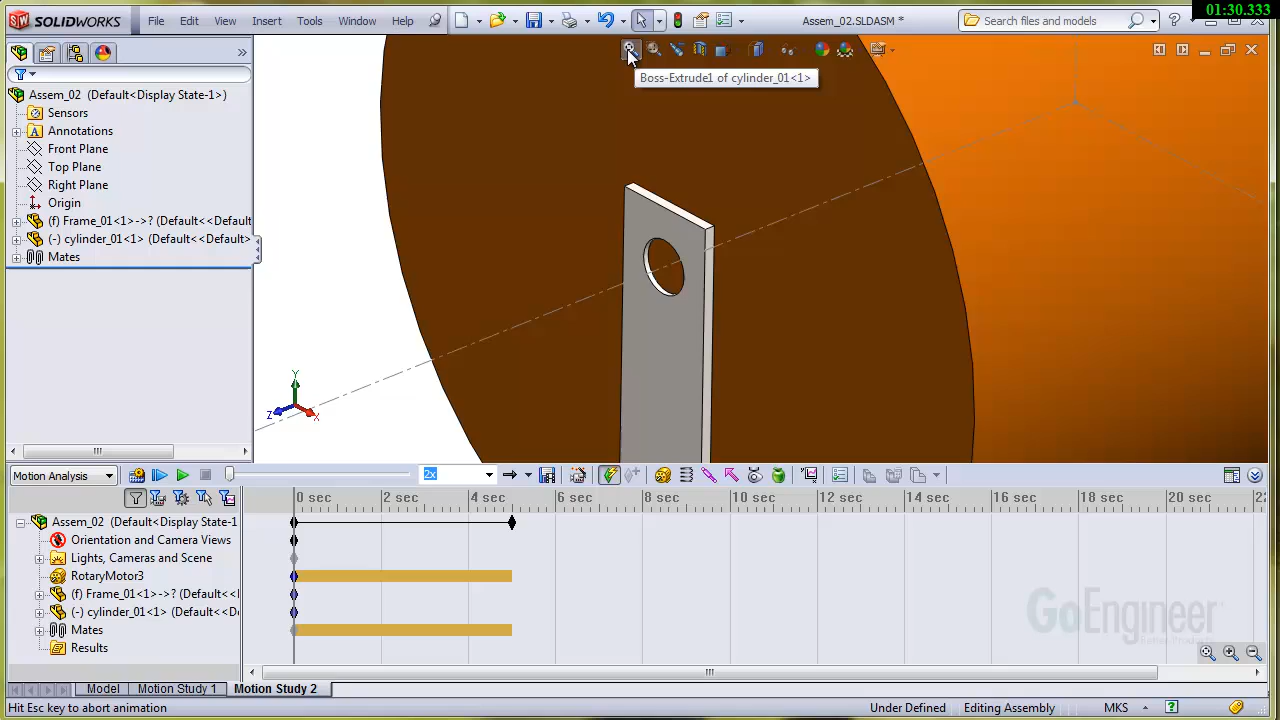 SOLIDWORKS File Edit View Insert Tools Window Help Assem_02.SLDASM * Search files and models ? 01:30.333
Boss-Extrude1 of cylinder_01<1>
Assem_02 (Default<Display State-1>)
Sensors
Annotations
Front Plane
Top Plane
Right Plane
Origin
(f) Frame_01<1>->? (Default<<Default
(-) cylinder_01<1> (Default<<Default>
Mates
Y
Z
X
Motion Analysis 2x
0 sec 2 sec 4 sec 6 sec 8 sec 10 sec 12 sec 14 sec 16 sec 18 sec 20 sec 22
Assem_02 (Default<Display State-1
Orientation and Camera Views
Lights, Cameras and Scene
RotaryMotor3
(f) Frame_01<1>->? (Default<<
(-) cylinder_01<1> (Default<<D
Mates
Results
GoEngineer
Model Motion Study 1 Motion Study 2
Hit Esc key to abort animation Under Defined Editing Assembly MKS ?